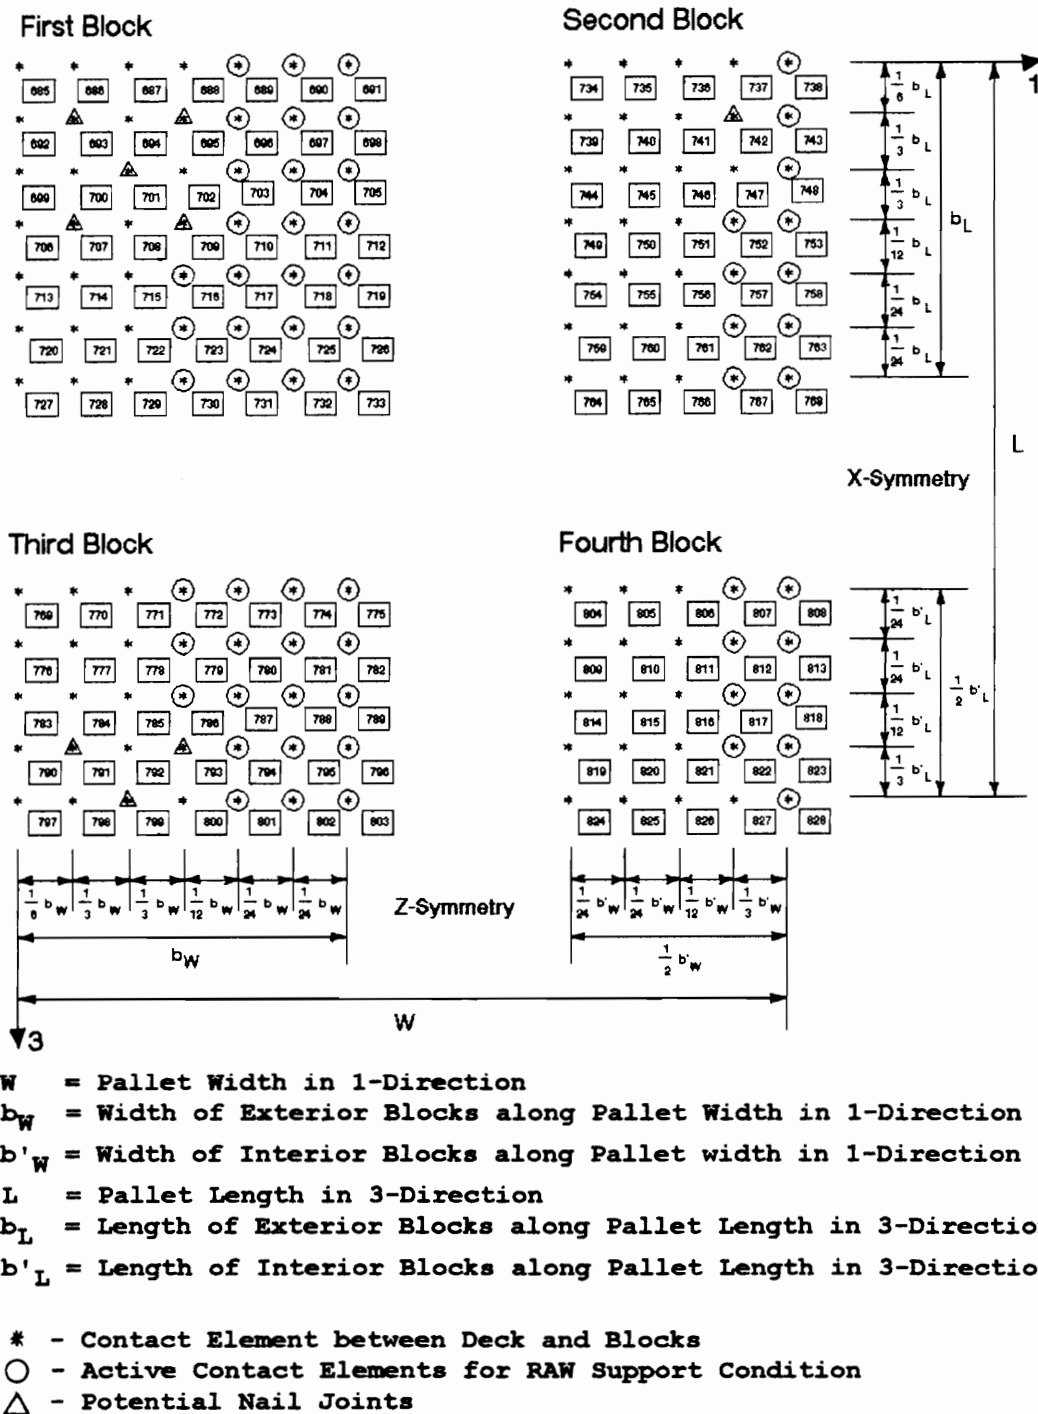 First Block
Second Block
1
685 686 687 688 689 690 691
734 735 736 737 738
1/6 b L
692 693 694 695 696 697 698
739 740 741 742 743
1/3 b L
699 700 701 702 703 704 705
744 745 746 747 748
1/3 b L
b L
706 707 708 709 710 711 712
749 750 751 752 753
1/12 b L
713 714 715 716 717 718 719
754 755 756 757 758
1/24 b L
720 721 722 723 724 725 726
759 760 761 762 763
1/24 b L
727 728 729 730 731 732 733
764 765 766 767 768
L
X-Symmetry
Third Block
Fourth Block
769 770 771 772 773 774 775
804 805 806 807 808
1/24 b' L
776 777 778 779 780 781 782
809 810 811 812 813
1/24 b' L
1/2 b' L
783 784 785 786 787 788 789
814 815 816 817 818
1/12 b' L
790 791 792 793 794 795 796
819 820 821 822 823
1/3 b' L
797 798 799 800 801 802 803
824 825 826 827 828
1/6 b W 1/3 b W 1/3 b W 1/12 b W 1/24 b W 1/24 b W
Z-Symmetry
1/24 b' W 1/24 b' W 1/12 b' W 1/3 b' W
b W
1/2 b' W
W
3
W = Pallet Width in 1-Direction
bW = Width of Exterior Blocks along Pallet Width in 1-Direction
b'W = Width of Interior Blocks along Pallet width in 1-Direction
L = Pallet Length in 3-Direction
bL = Length of Exterior Blocks along Pallet Length in 3-Directio
b'L = Length of Interior Blocks along Pallet Length in 3-Directio
* - Contact Element between Deck and Blocks
○ - Active Contact Elements for RAW Support Condition
△ - Potential Nail Joints